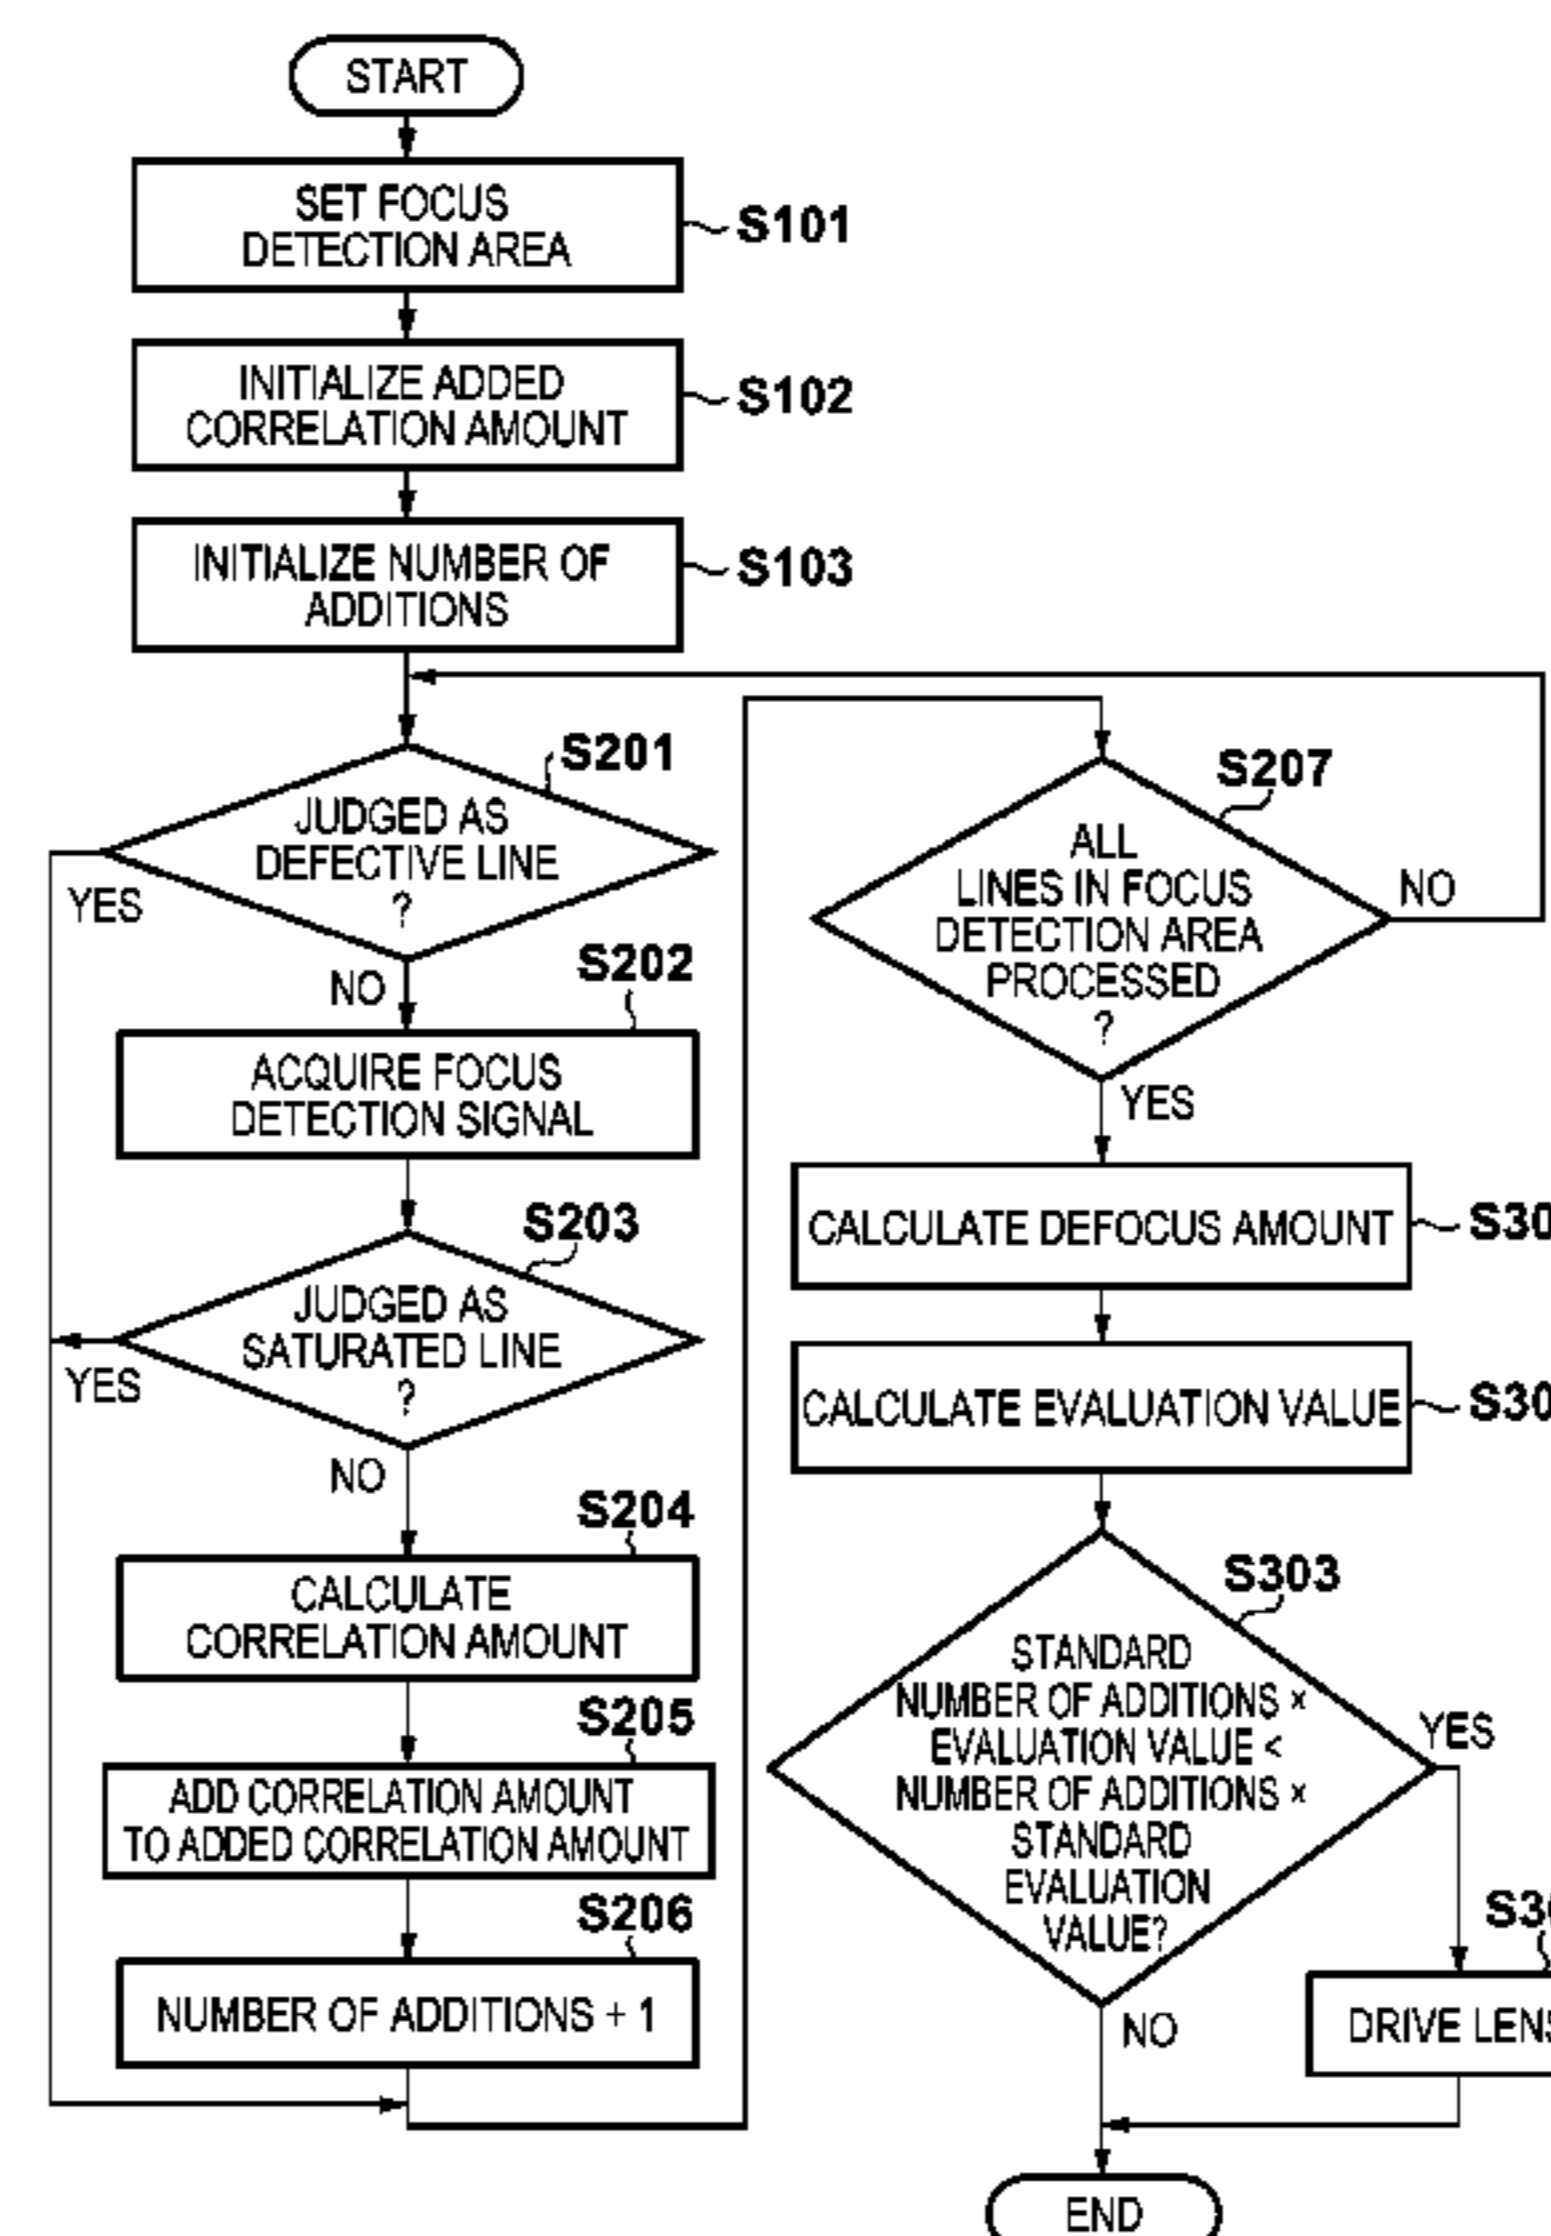 START
SET FOCUS
DETECTION AREA
S101
INITIALIZE ADDED
CORRELATION AMOUNT
S102
INITIALIZE NUMBER OF
ADDITIONS
S103
S201
JUDGED AS
DEFECTIVE LINE
?
YES
NO
S202
ACQUIRE FOCUS
DETECTION SIGNAL
S203
JUDGED AS
SATURATED LINE
?
YES
NO
S204
CALCULATE
CORRELATION AMOUNT
S205
ADD CORRELATION AMOUNT
TO ADDED CORRELATION AMOUNT
S206
NUMBER OF ADDITIONS + 1
S207
ALL
LINES IN FOCUS
DETECTION AREA
PROCESSED
?
NO
YES
CALCULATE DEFOCUS AMOUNT
CALCULATE EVALUATION VALUE
S303
STANDARD
NUMBER OF ADDITIONS ×
EVALUATION VALUE <
NUMBER OF ADDITIONS ×
STANDARD
EVALUATION
VALUE?
YES
NO
DRIVE LENS
END